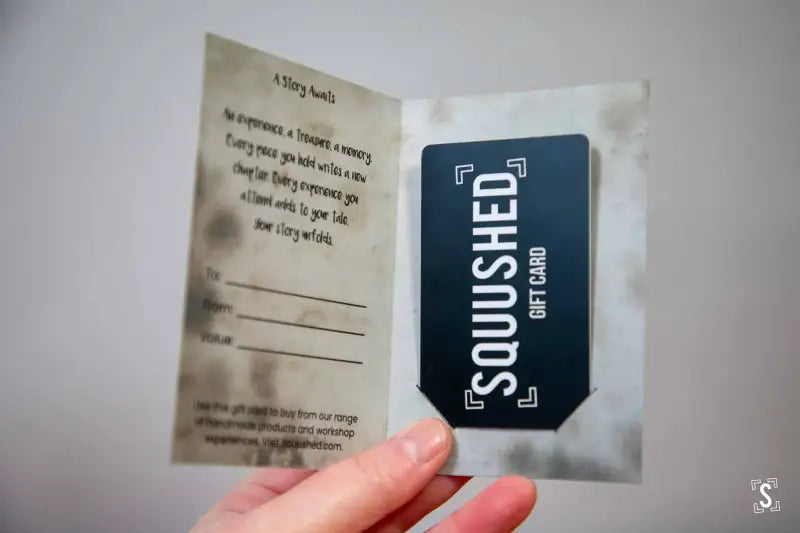 A Story Awaits
An experience, a treasure, a memory.
Every piece you hold writes a new
chapter. Every experience you
attend adds to your tale.
Your story unfolds.
To:
From:
Value:
Use this gift card to buy from our range
of handmade products and workshop
experiences. Visit squushed.com.
SQUUSHED
GIFT CARD
S